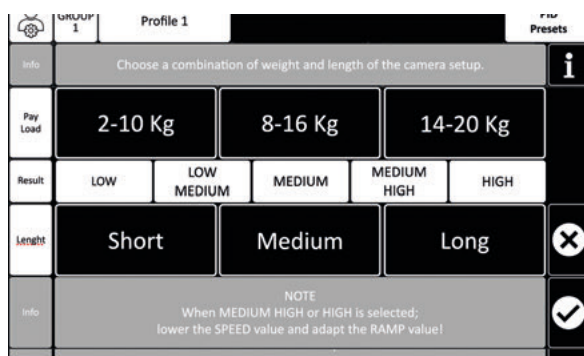 GROUP
1
Profile 1
PID
Presets
Info
Choose a combination of weight and length of the camera setup.
i
Pay
Load
2-10 Kg
8-16 Kg
14-20 Kg
Result
LOW
LOW
MEDIUM
MEDIUM
MEDIUM
HIGH
HIGH
Lenght
Short
Medium
Long
Info
NOTE
When MEDIUM HIGH or HIGH is selected;
lower the SPEED value and adapt the RAMP value!